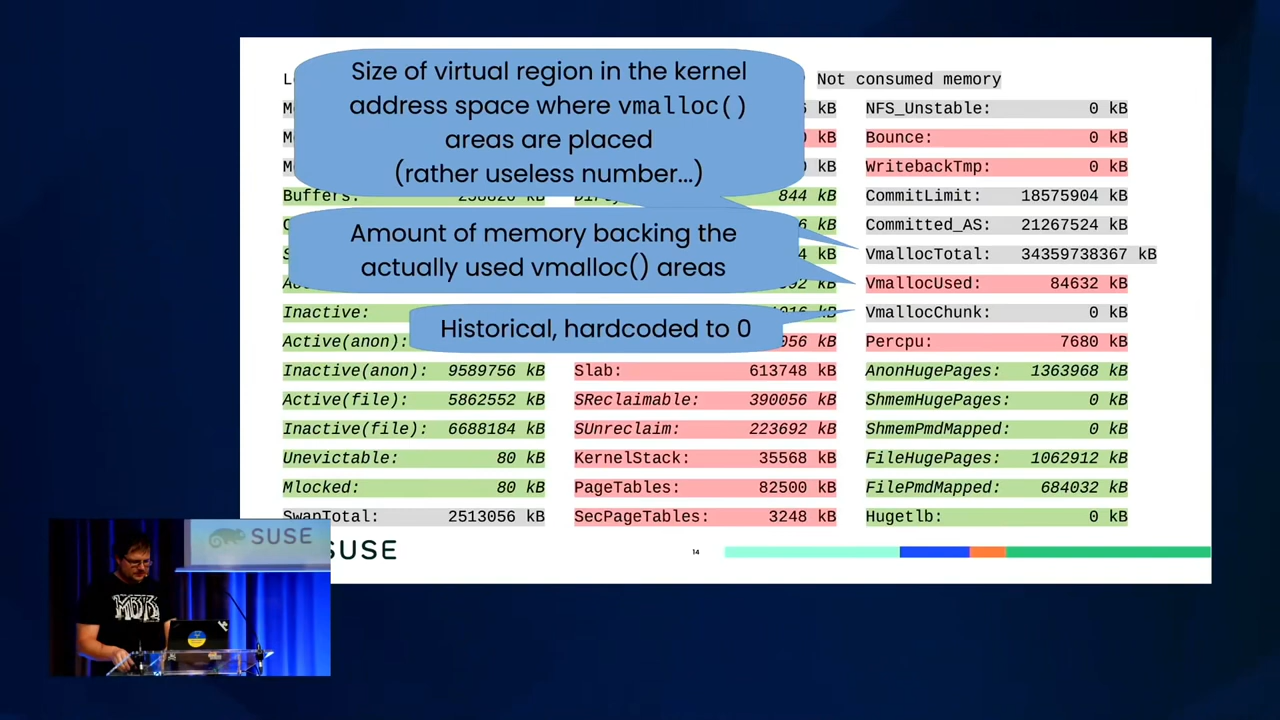 Size of virtual region in the kernel
address space where vmalloc()
areas are placed
(rather useless number...)
Amount of memory backing the
actually used vmalloc() areas
Historical, hardcoded to 0
Not consumed memory
kB NFS_Unstable: 0 kB
kB Bounce: 0 kB
WritebackTmp: 0 kB
Buffers: 844 kB CommitLimit: 18575904 kB
kB Committed_AS: 21267524 kB
kB VmallocTotal: 34359738367 kB
kB VmallocUsed: 84632 kB
Inactive: kB VmallocChunk: 0 kB
Active(anon): kB Percpu: 7680 kB
Inactive(anon): 9589756 kB Slab: 613748 kB AnonHugePages: 1363968 kB
Active(file): 5862552 kB SReclaimable: 390056 kB ShmemHugePages: 0 kB
Inactive(file): 6688184 kB SUnreclaim: 223692 kB ShmemPmdMapped: 0 kB
Unevictable: 80 kB KernelStack: 35568 kB FileHugePages: 1062912 kB
Mlocked: 80 kB PageTables: 82500 kB FilePmdMapped: 684032 kB
SwapTotal: 2513056 kB SecPageTables: 3248 kB Hugetlb: 0 kB
SUSE
14
SUSE